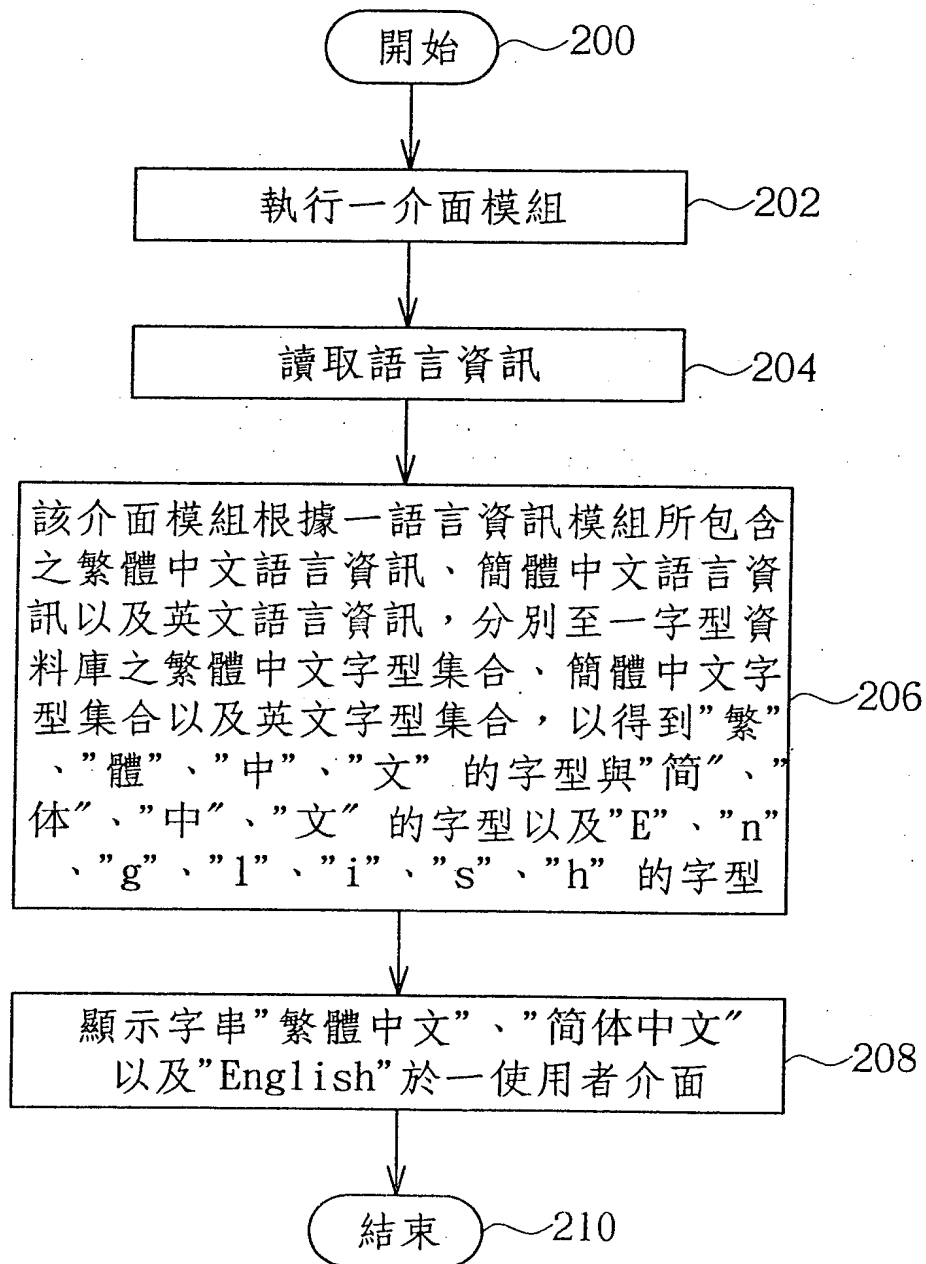 開始 200
執行一介面模組 202
讀取語言資訊 204
該介面模組根據一語言資訊模組所包含
之繁體中文語言資訊、簡體中文語言資
訊以及英文語言資訊，分別至一字型資
料庫之繁體中文字型集合、簡體中文字
型集合以及英文字型集合，以得到”繁” 206
、”體”、”中”、”文” 的字型與”简″、”
体″、”中″、”文″ 的字型以及”E”、”n”
、”g”、”l”、”i”、”s”、”h” 的字型
顯示字串”繁體中文”、”简体中文″
以及”English”於一使用者介面 208
結束 210